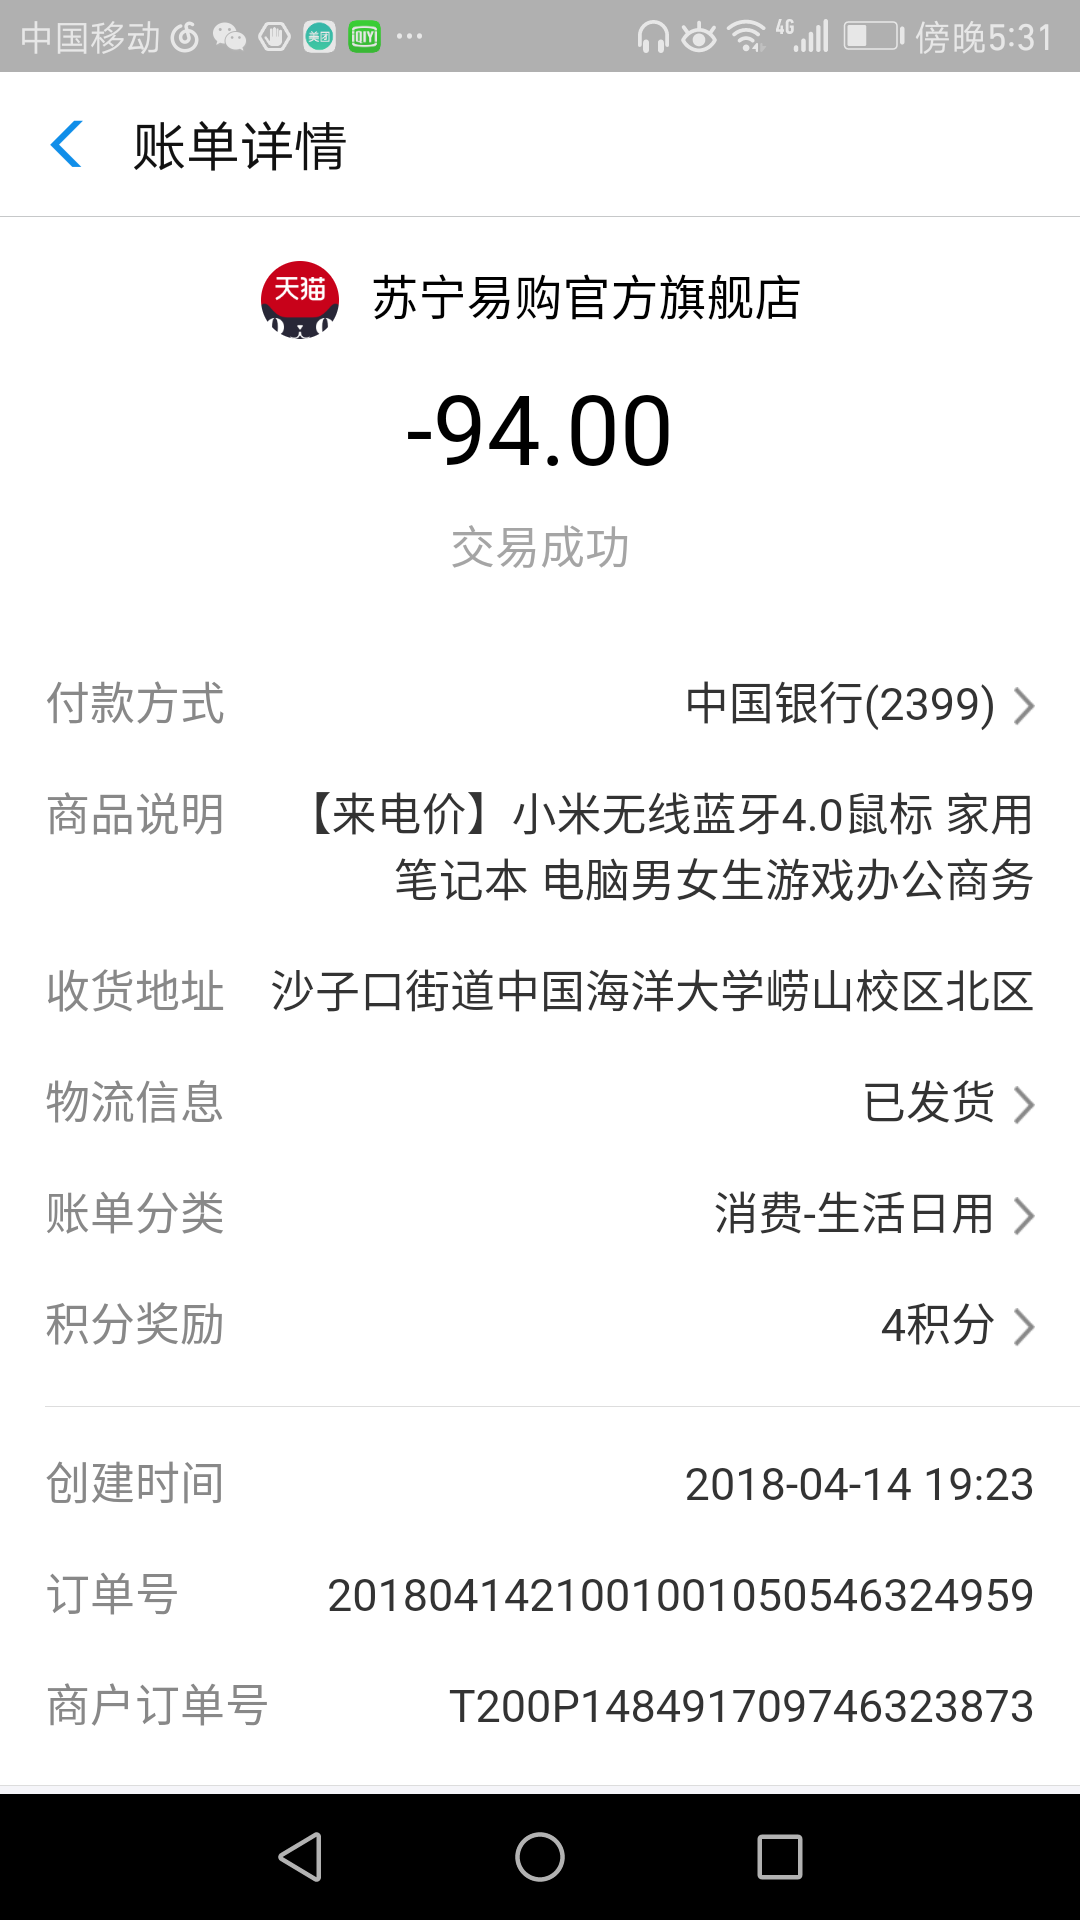 中国移动 美团 iQIYI ··· 4G 傍晚5:31
账单详情
天猫 苏宁易购官方旗舰店
-94.00
交易成功
付款方式 中国银行(2399)
商品说明 【来电价】小米无线蓝牙4.0鼠标 家用
笔记本 电脑男女生游戏办公商务
收货地址 沙子口街道中国海洋大学崂山校区北区
物流信息 已发货
账单分类 消费-生活日用
积分奖励 4积分
创建时间 2018-04-14 19:23
订单号 2018041421001001050546324959
商户订单号 T200P148491709746323873